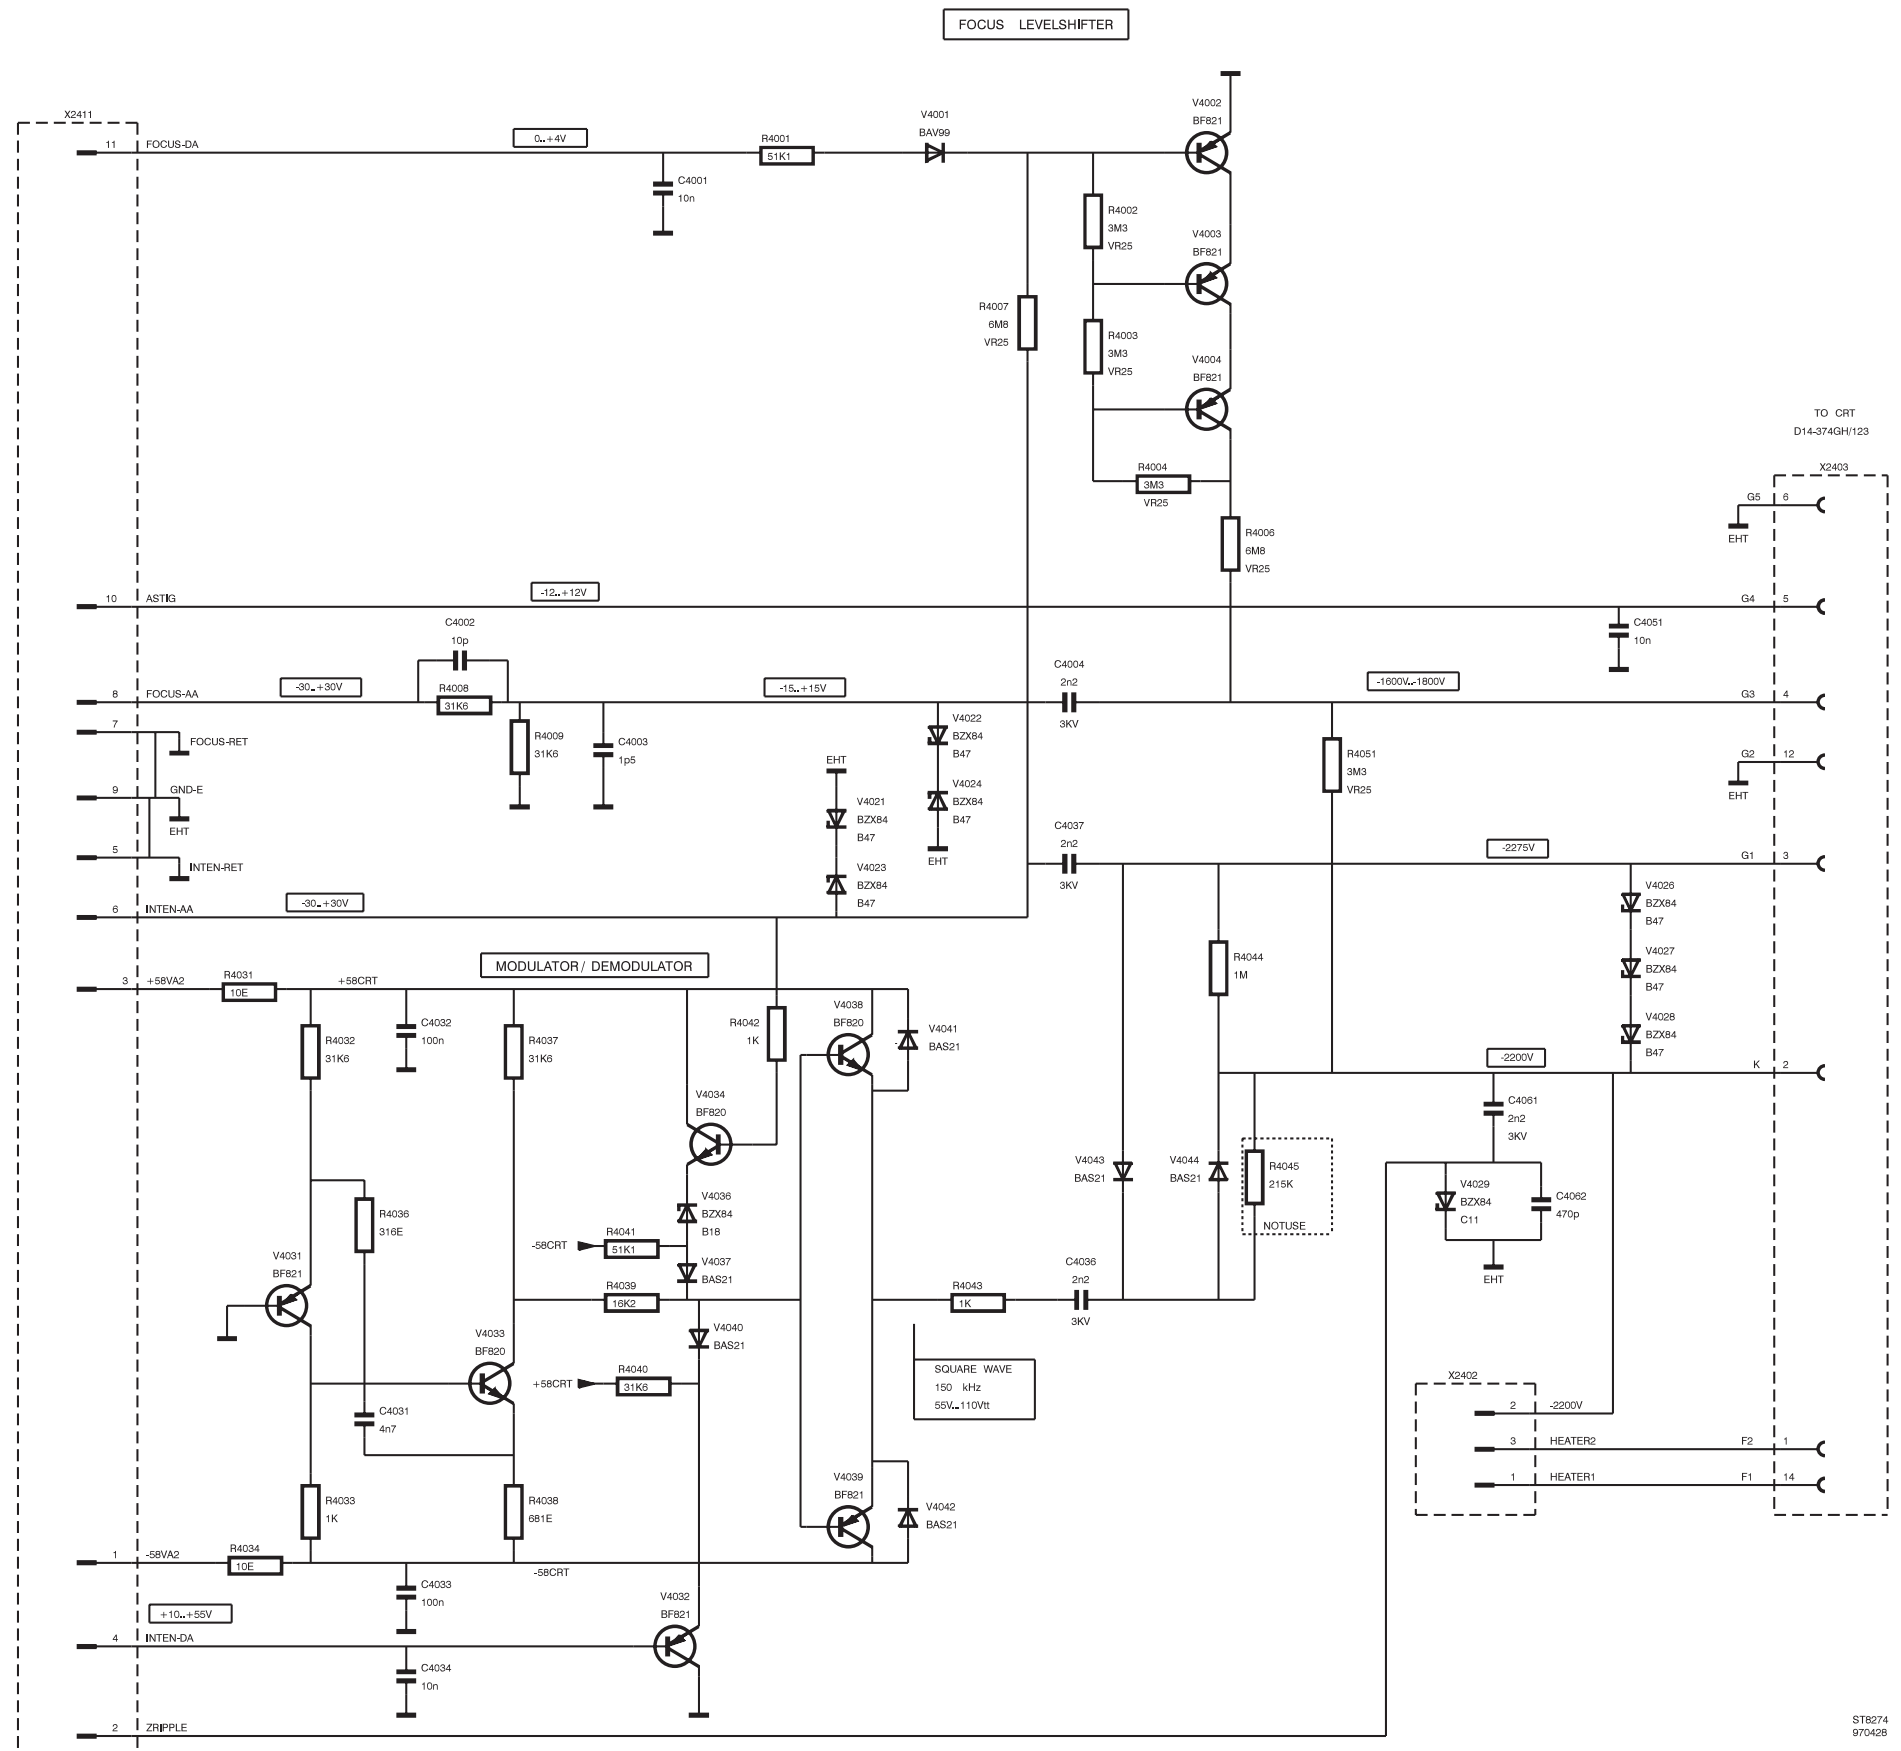 FOCUS LEVELSHIFTER
X2411
11 FOCUS-DA
0..+4V
R4001
51K1
V4001
BAV99
V4002
BF821
C4001
10n
R4002
3M3
VR25
V4003
BF821
R4007
6M8
VR25
R4003
3M3
VR25
V4004
BF821
TO CRT
D14-374GH/123
R4004
3M3
VR25
X2403
G5 6
EHT
R4006
6M8
VR25
10 ASTIG
-12..+12V
G4 5
C4051
10n
C4002
10p
8 FOCUS-AA
-30..+30V
R4008
31K6
-15..+15V
C4004
2n2
3KV
-1600V..-1800V
G3 4
7
FOCUS-RET
R4009
31K6
C4003
1p5
V4022
BZX84
B47
R4051
3M3
VR25
G2 12
EHT
9 GND-E
EHT
EHT
V4021
BZX84
B47
V4024
BZX84
B47
EHT
C4037
2n2
3KV
-2275V
G1 3
5
INTEN-RET
V4023
BZX84
B47
V4026
BZX84
B47
6 INTEN-AA
-30..+30V
MODULATOR / DEMODULATOR
R4044
1M
V4027
BZX84
B47
3 +58VA2
R4031
10E
+58CRT
R4032
31K6
C4032
100n
R4037
31K6
R4042
1K
V4038
BF820
V4041
BAS21
V4028
BZX84
B47
-2200V
K 2
V4034
BF820
C4061
2n2
3KV
V4043
BAS21
V4044
BAS21
R4045
215K
NOTUSE
V4029
BZX84
C11
C4062
470p
EHT
R4036
316E
V4036
BZX84
B18
-58CRT
R4041
51K1
V4037
BAS21
V4031
BF821
R4039
16K2
R4043
1K
C4036
2n2
3KV
V4033
BF820
V4040
BAS21
+58CRT
R4040
31K6
SQUARE WAVE
150 kHz
55V..110Vtt
X2402
2 -2200V
C4031
4n7
3 HEATER2
F2 1
1 HEATER1
F1 14
R4033
1K
R4038
681E
V4039
BF821
V4042
BAS21
1 -58VA2
R4034
10E
-58CRT
C4033
100n
+10..+55V
V4032
BF821
4 INTEN-DA
C4034
10n
2 ZRIPPLE
ST8274
970428